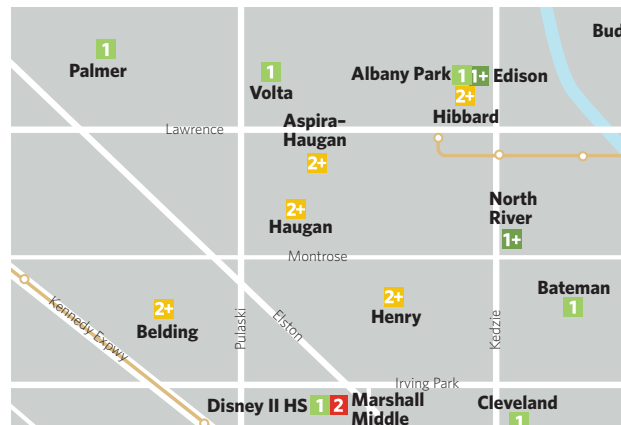 Bud
1
Palmer
1
Volta
Albany Park 1 1+ Edison
2+
Hibbard
Aspira–
Haugan
2+
Lawrence
2+
Haugan
North
River
1+
Montrose
2+
Belding
Kennedy Expwy
Pulaski
Elston
2+
Henry
Kedzie
Bateman
1
Irving Park
Disney II HS 1 2 Marshall
Middle
Cleveland
1